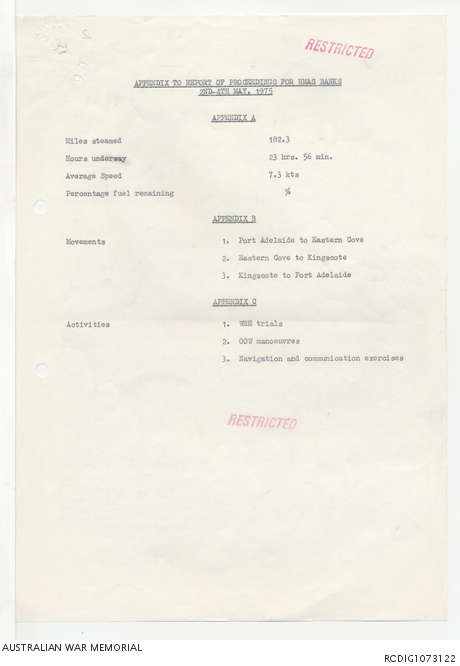 RESTRICTED
APPENDIX TO REPORT OF PROCEEDINGS FOR HMAS BANKS
2ND-4TH MAY, 1975
APPENDIX A
Miles steamed 182.3
Hours underway 23 hrs. 56 min.
Average Speed 7.3 kts
Percentage fuel remaining %
APPENDIX B
Movements 1. Port Adelaide to Eastern Cove
2. Eastern Cove to Kingscote
3. Kingscote to Port Adelaide
APPENDIX C
Activities 1. trials
2. OOW manoeuvres
3. Navigation and communication exercises
RESTRICTED
AUSTRALIAN WAR MEMORIAL
RCDIG1073122